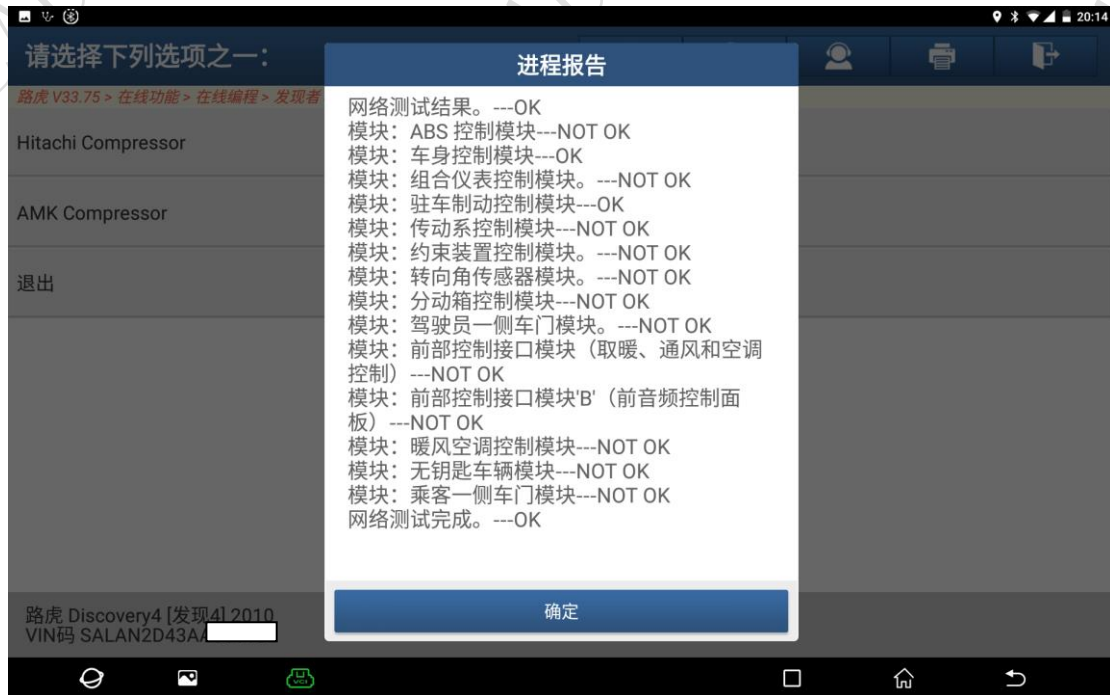 20:14
请选择下列选项之一：
路虎 V33.75 > 在线功能 > 在线编程 > 发现者
Hitachi Compressor
AMK Compressor
退出
进程报告
网络测试结果。---OK
模块：ABS 控制模块---NOT OK
模块：车身控制模块---OK
模块：组合仪表控制模块。---NOT OK
模块：驻车制动控制模块---OK
模块：传动系控制模块---NOT OK
模块：约束装置控制模块。---NOT OK
模块：转向角传感器模块。---NOT OK
模块：分动箱控制模块---NOT OK
模块：驾驶员一侧车门模块。---NOT OK
模块：前部控制接口模块（取暖、通风和空调
控制）---NOT OK
模块：前部控制接口模块'B'（前音频控制面
板）---NOT OK
模块：暖风空调控制模块---NOT OK
模块：无钥匙车辆模块---NOT OK
模块：乘客一侧车门模块---NOT OK
网络测试完成。---OK
确定
路虎 Discovery4 [发现4] 2010
VIN码 SALAN2D43AA
VCI